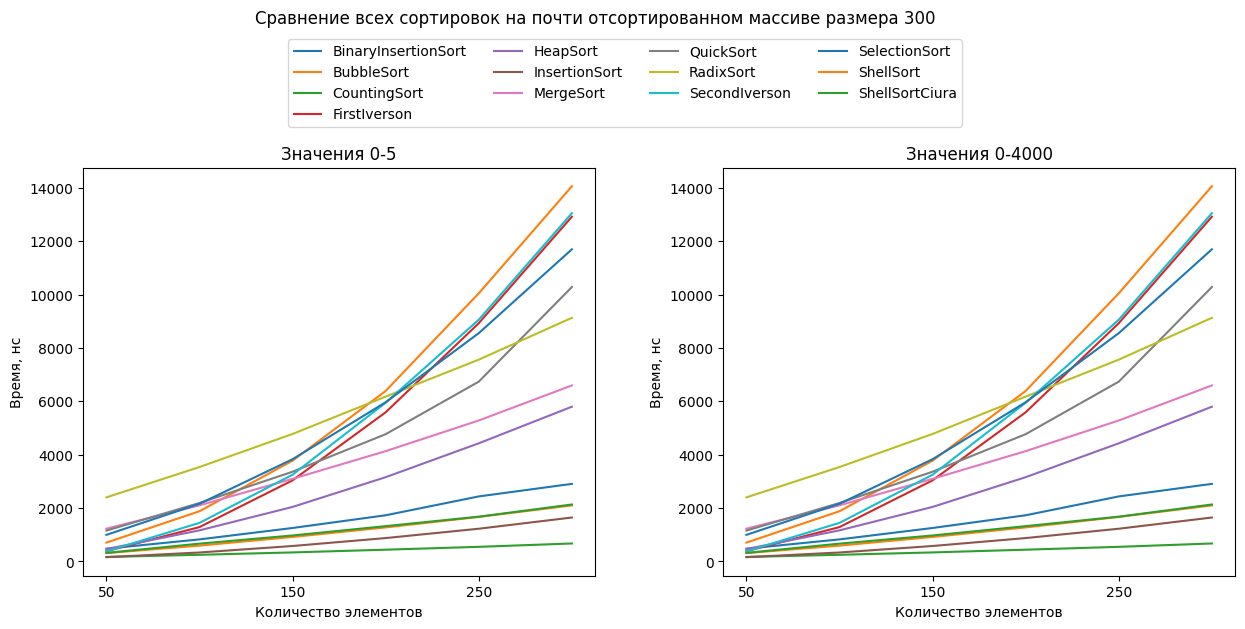 Сравнение всех сортировок на почти отсортированном массиве размера 300
BinaryInsertionSort HeapSort QuickSort SelectionSort
BubbleSort InsertionSort RadixSort ShellSort
CountingSort MergeSort SecondIverson ShellSortCiura
FirstIverson
Значения 0-5
14000
12000
10000
8000
6000
4000
2000
0
Время, нс
50 150 250
Количество элементов
Значения 0-4000
14000
12000
10000
8000
6000
4000
2000
0
Время, нс
50 150 250
Количество элементов